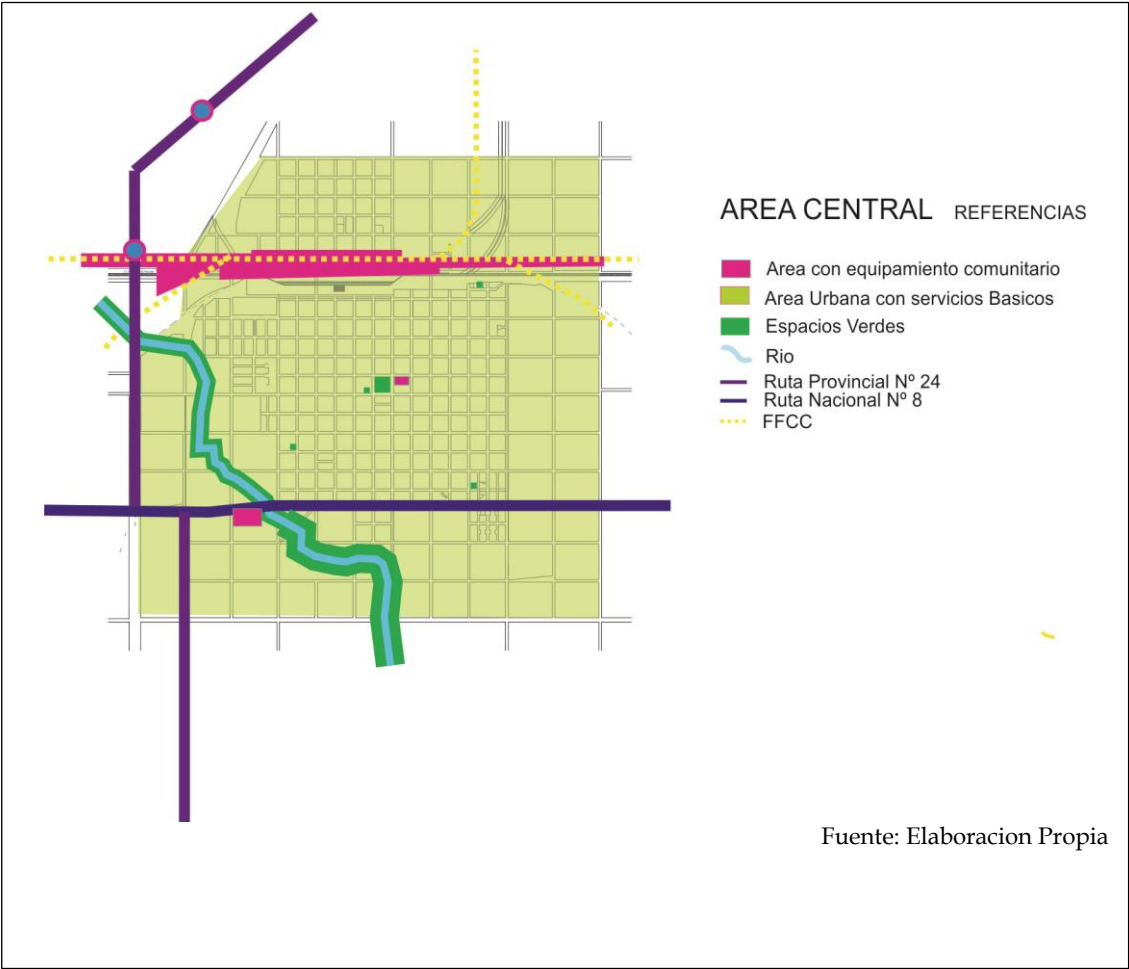 AREA CENTRAL REFERENCIAS
Area con equipamiento comunitario
Area Urbana con servicios Basicos
Espacios Verdes
Rio
Ruta Provincial Nº 24
Ruta Nacional Nº 8
FFCC
Fuente: Elaboracion Propia